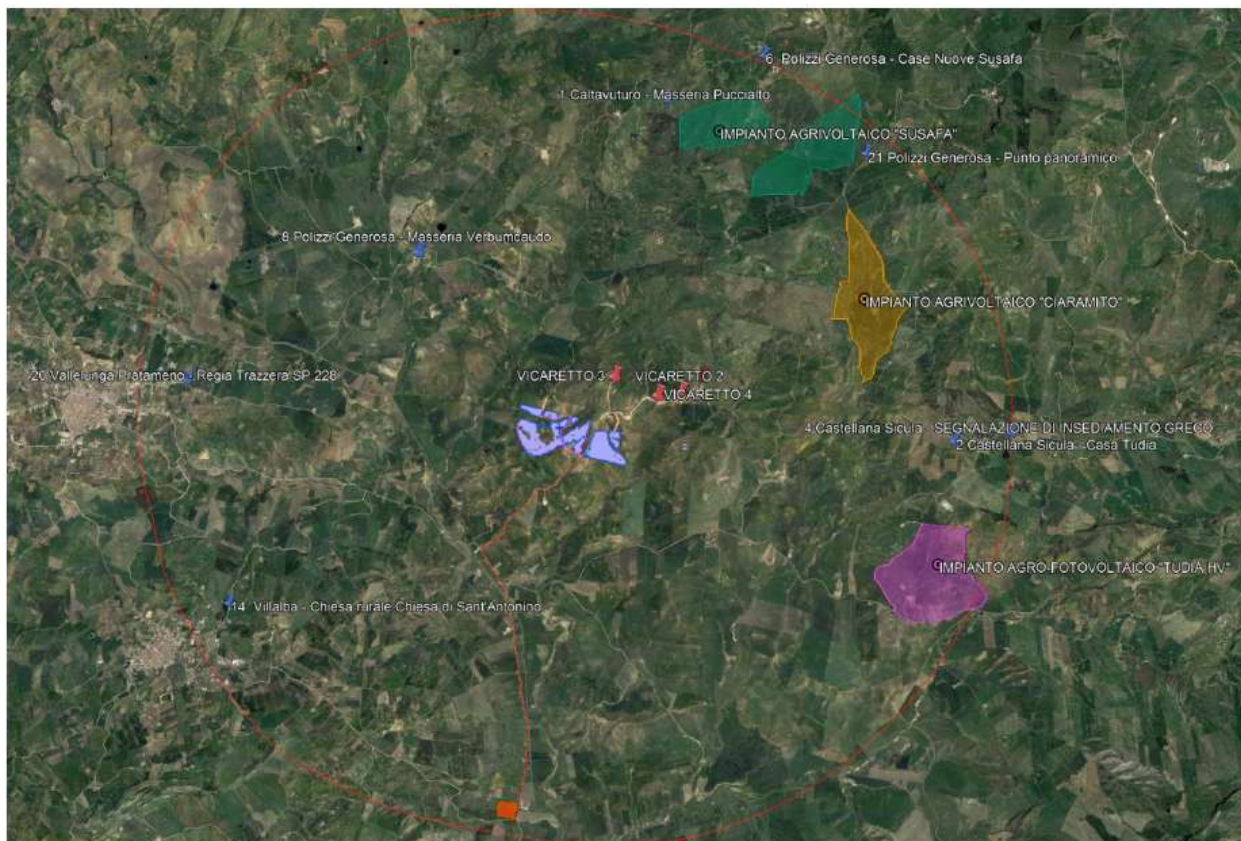 6 Polizzi Generosa - Case Nuove Susafa
1 Caltavuturo - Masseria Puccialto
IMPIANTO AGRIVOLTAICO "SUSAFA"
21 Polizzi Generosa - Punto panoramico
8 Polizzi Generosa - Masseria Verbumcaudo
IMPIANTO AGRIVOLTAICO "CIARAMITO"
20 Vallelunga Pratameno - Regia Trazzera SP 228
VICARETTO 3
VICARETTO 2
VICARETTO 4
4 Castellana Sicula - SEGNALAZIONE DI INSEDIAMENTO GRECO
2 Castellana Sicula - Casa Tudia
IMPIANTO AGRO-FOTOVOLTAICO "TUDIA HV"
14 Villalba - Chiesa rurale Chiesa di Sant'Antonino